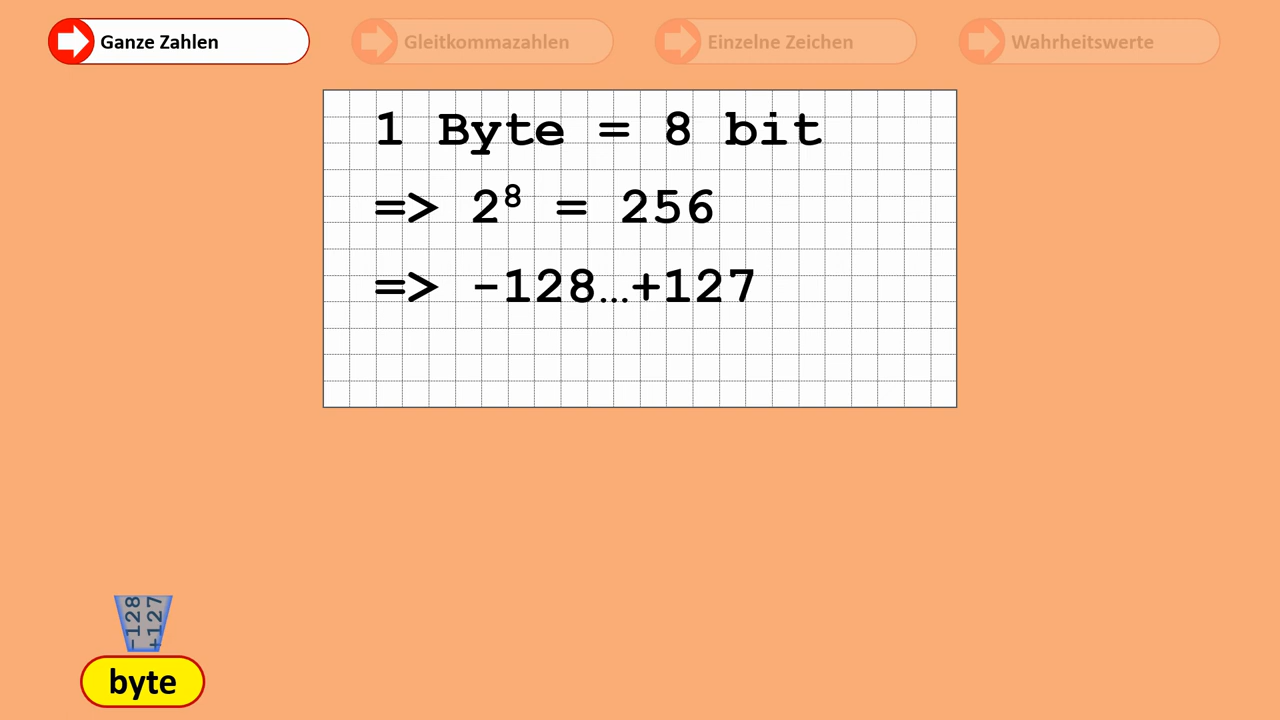 Ganze Zahlen
Gleitkommazahlen
Einzelne Zeichen
Wahrheitswerte
1 Byte = 8 bit
=> 2⁸ = 256
=> -128…+127
-128
+127
byte